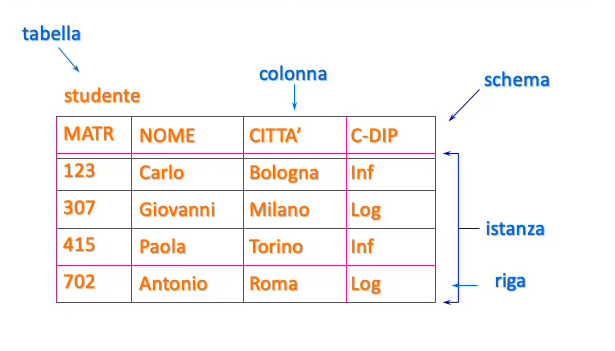 tabella
colonna
schema
studente
MATR NOME CITTA’ C-DIP
123 Carlo Bologna Inf
307 Giovanni Milano Log
415 Paola Torino Inf
istanza
702 Antonio Roma Log
riga